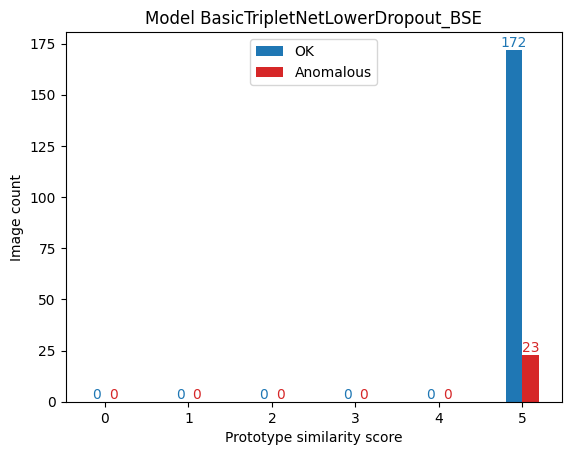 Model BasicTripletNetLowerDropout_BSE
OK
Anomalous
172
23
0 0 0 0 0 0 0 0 0 0
175
150
125
100
75
50
25
0
Image count
0 1 2 3 4 5
Prototype similarity score